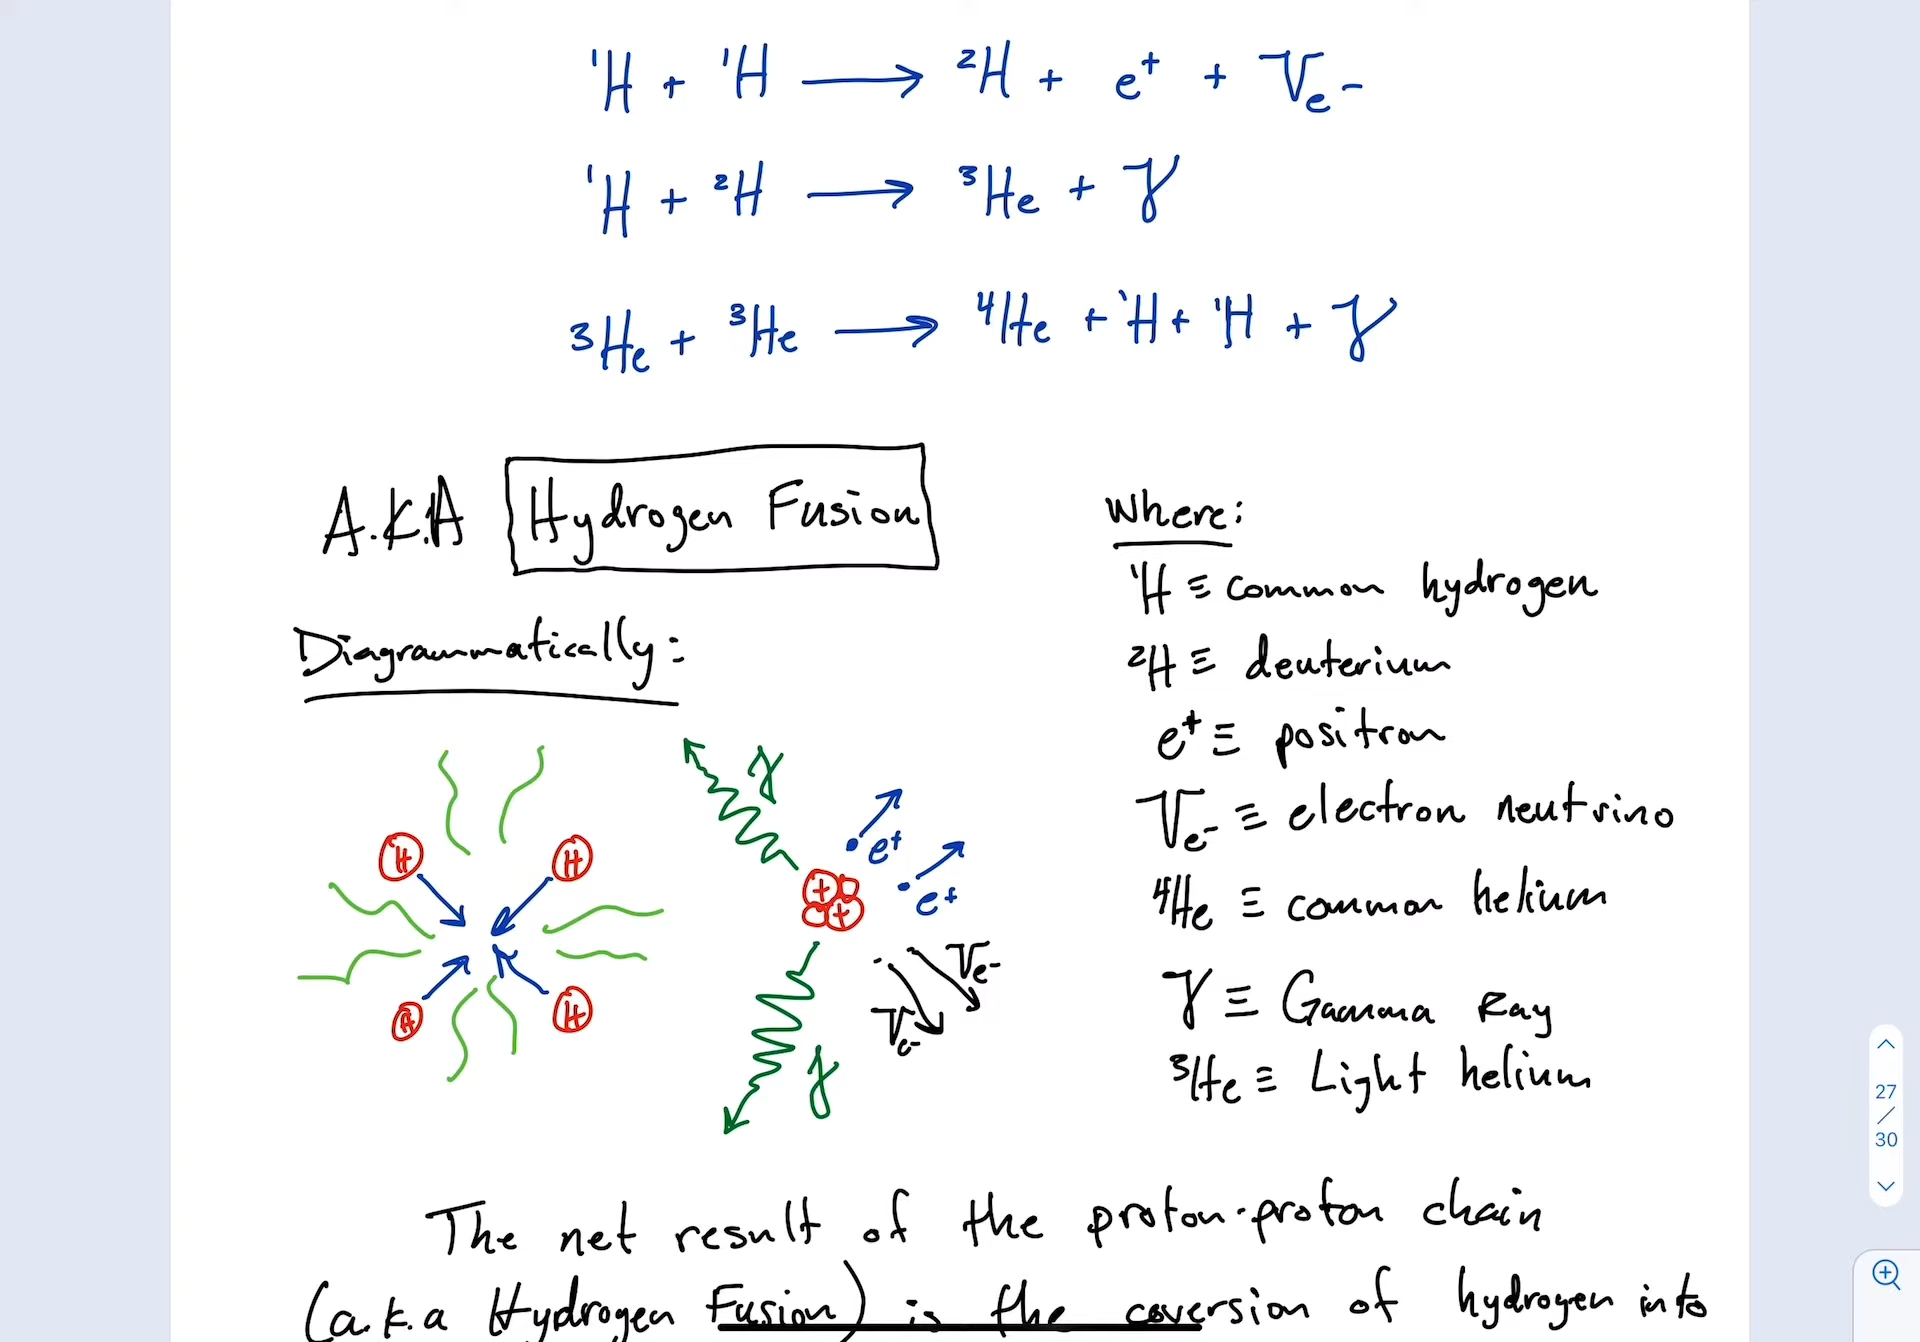 ¹H + ¹H ⟶ ²H + e⁺ + νₑ-
¹H + ²H ⟶ ³He + γ
³He + ³He ⟶ ⁴He + ¹H + ¹H + γ
A.K.A Hydrogen Fusion
Diagrammatically:
H
H
H
H
γ
e⁺
e⁺
+
+
νₑ-
νₑ-
γ
Where:
¹H ≡ common hydrogen
²H ≡ deuterium
e⁺ ≡ positron
νₑ- ≡ electron neutrino
⁴He ≡ common helium
γ ≡ Gamma Ray
³He ≡ Light helium
The net result of the proton-proton chain
(a.k.a Hydrogen Fusion) is the coversion of hydrogen into
27
/
30